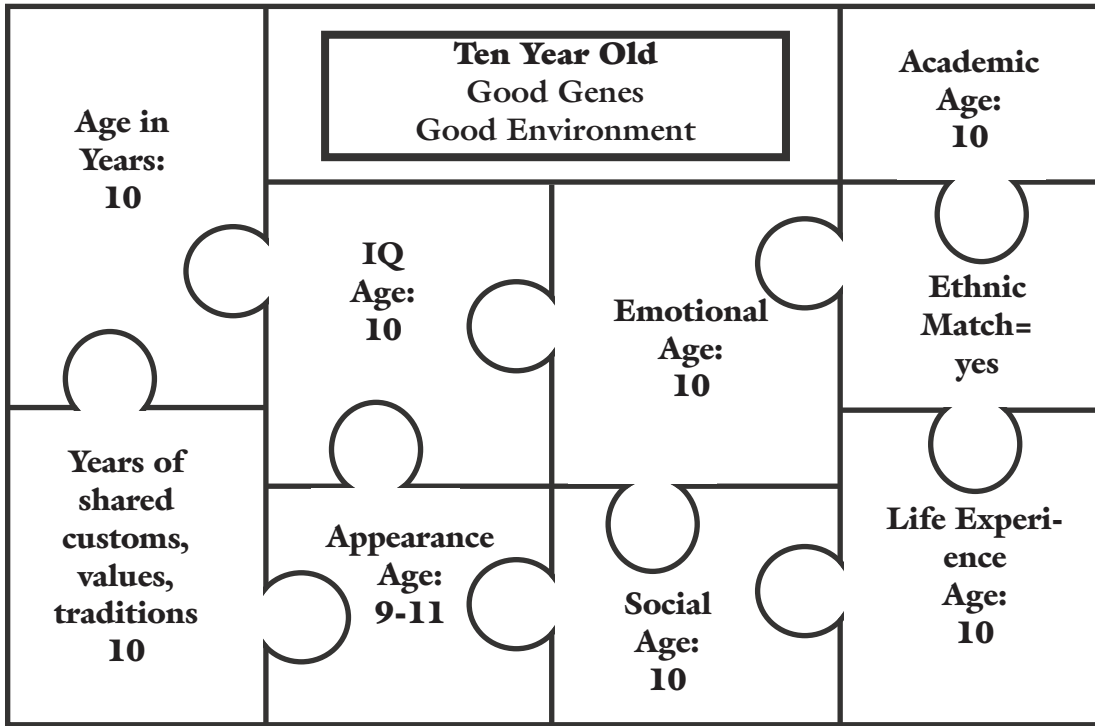 Ten Year Old
Good Genes
Good Environment
Age in
Years:
10
Academic
Age:
10
IQ
Age:
10
Emotional
Age:
10
Ethnic
Match=
yes
Years of
shared
customs,
values,
traditions
10
Appearance
Age:
9-11
Social
Age:
10
Life Experi-
ence
Age:
10